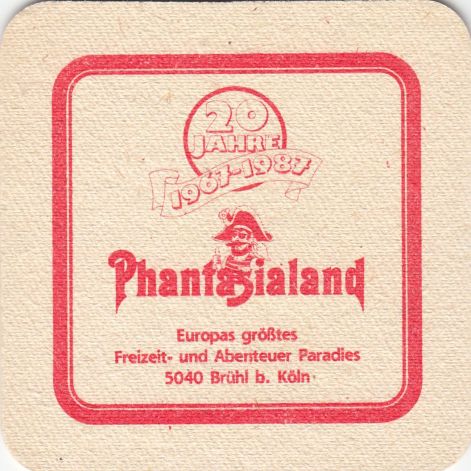 20
JAHRE
1967-1987
Phantasialand
Europas größtes
Freizeit- und Abenteuer Paradies
5040 Brühl b. Köln